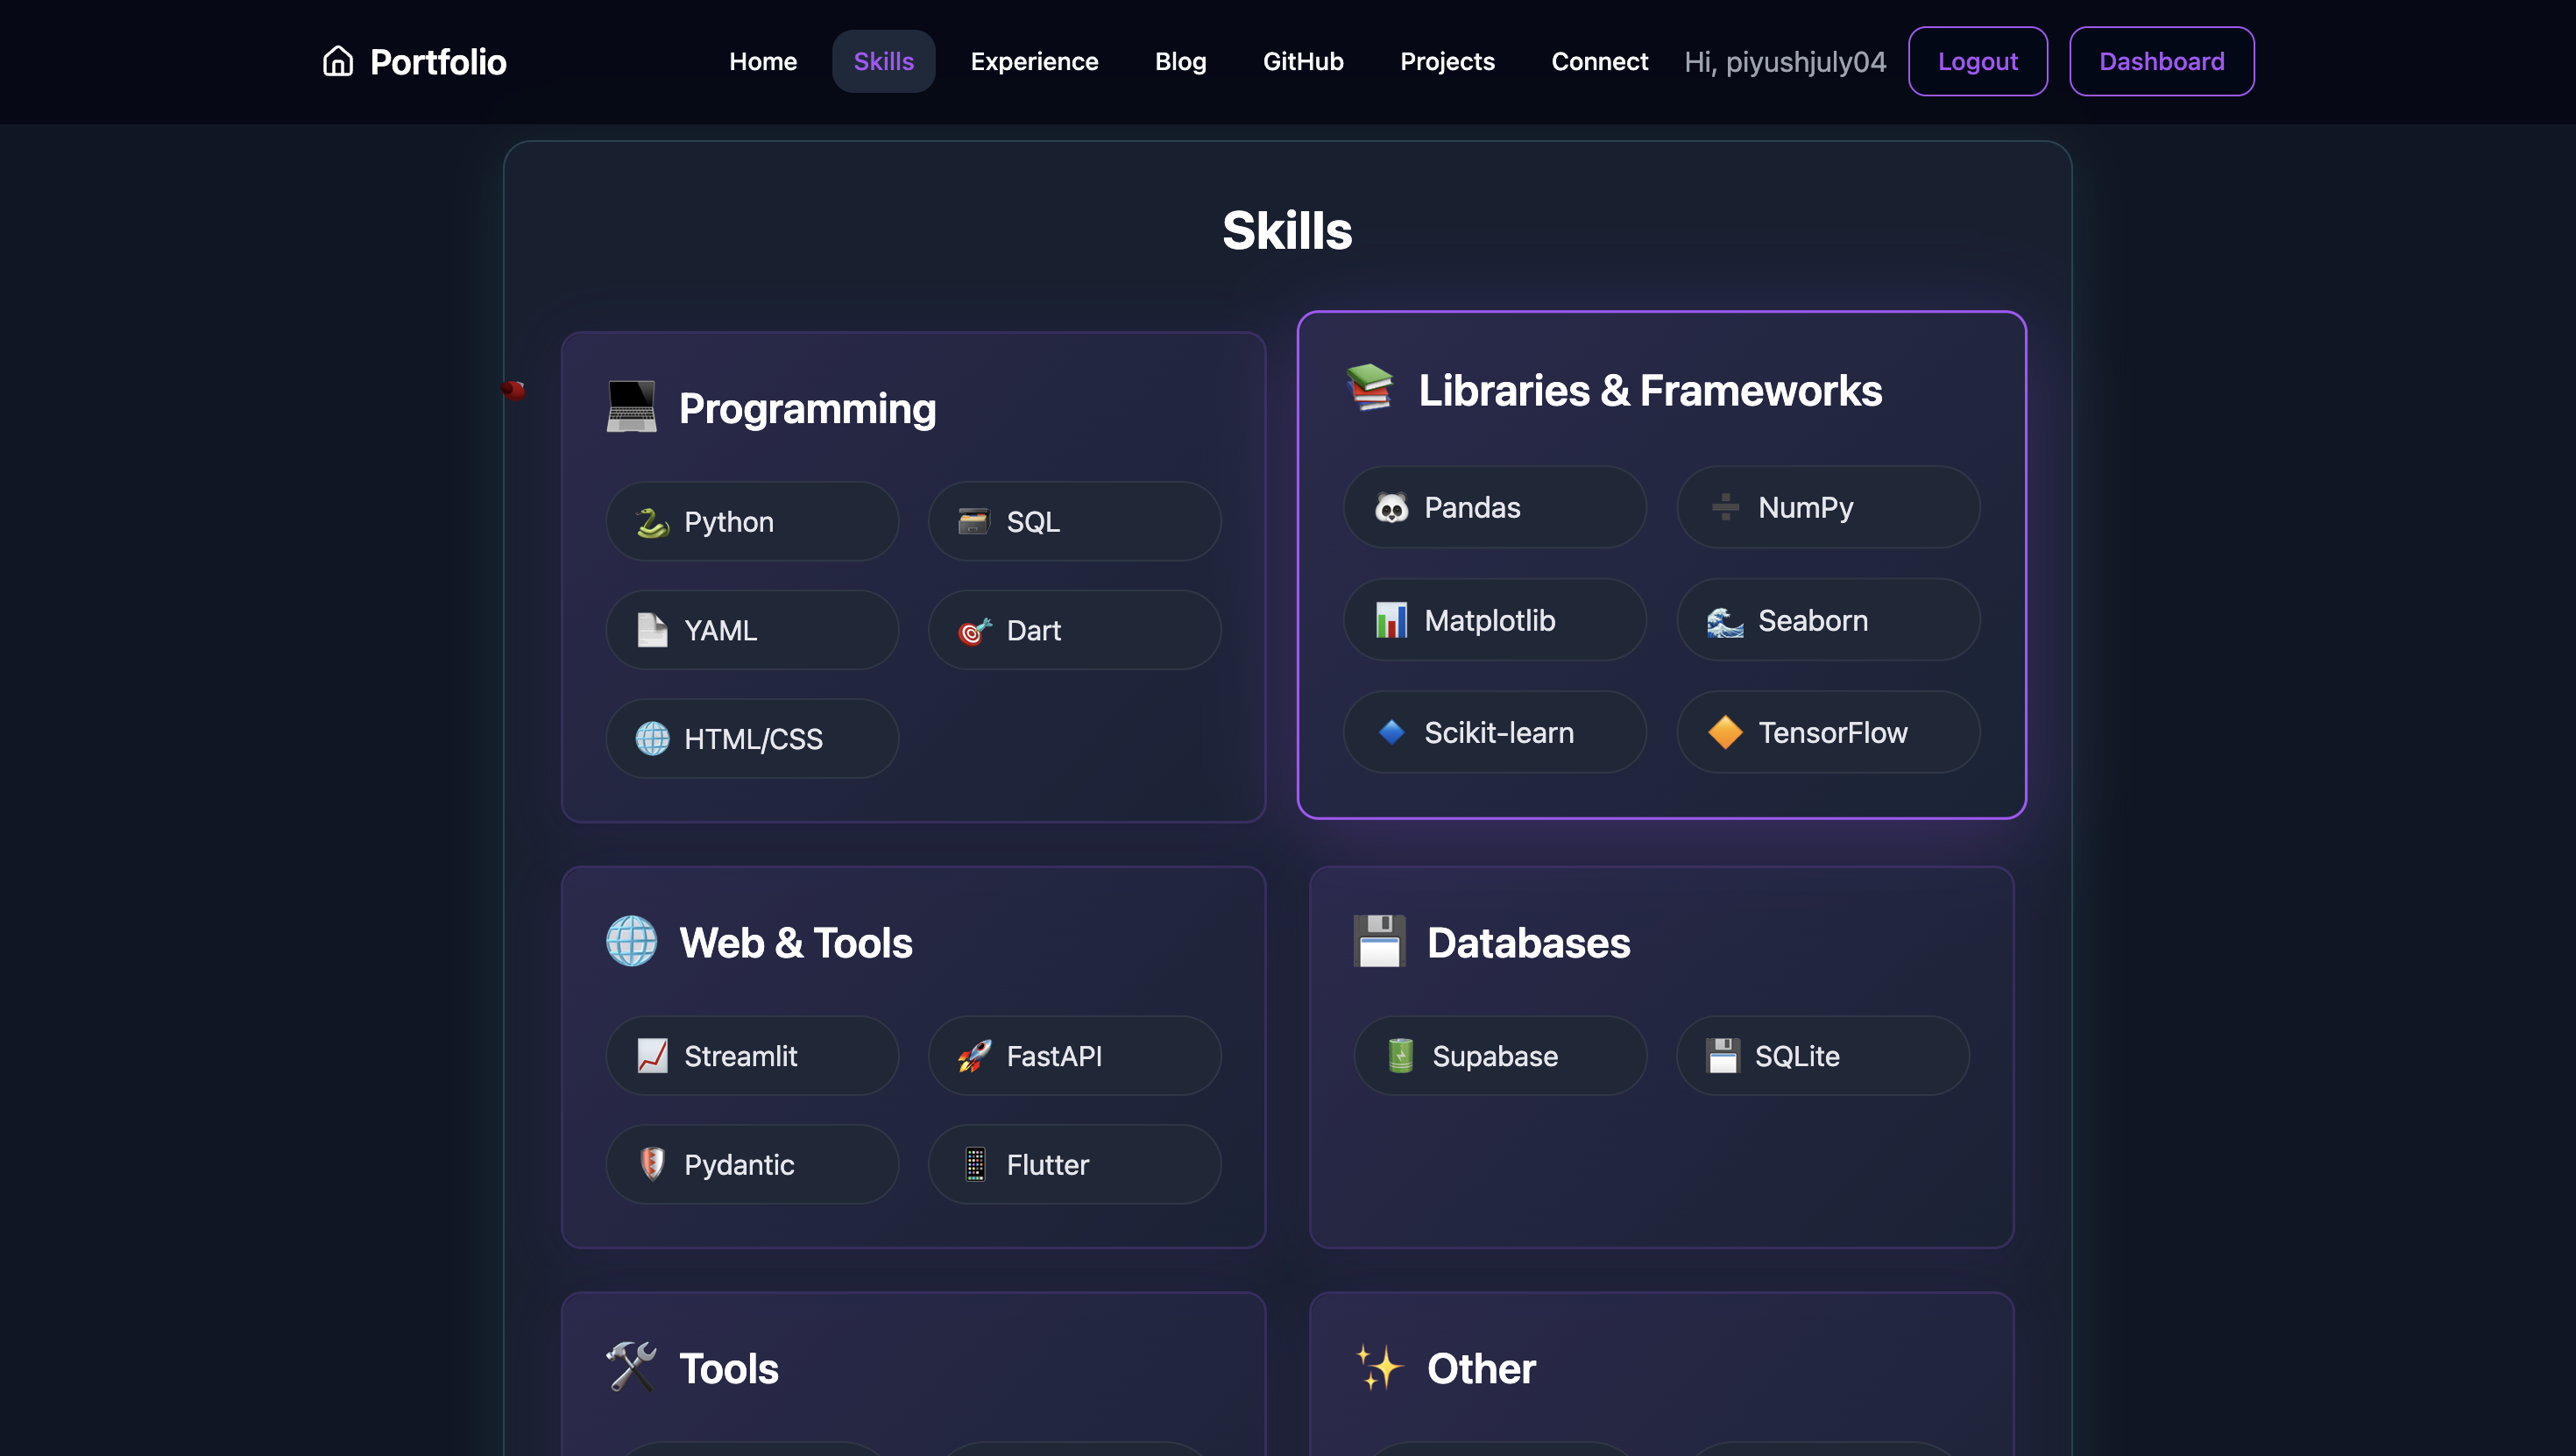 Portfolio
Home
Skills
Experience
Blog
GitHub
Projects
Connect
Hi, piyushjuly04
Logout
Dashboard
Skills
Programming
Python
SQL
YAML
Dart
HTML/CSS
Libraries & Frameworks
Pandas
NumPy
Matplotlib
Seaborn
Scikit-learn
TensorFlow
Web & Tools
Streamlit
FastAPI
Pydantic
Flutter
Databases
Supabase
SQLite
Tools
Other